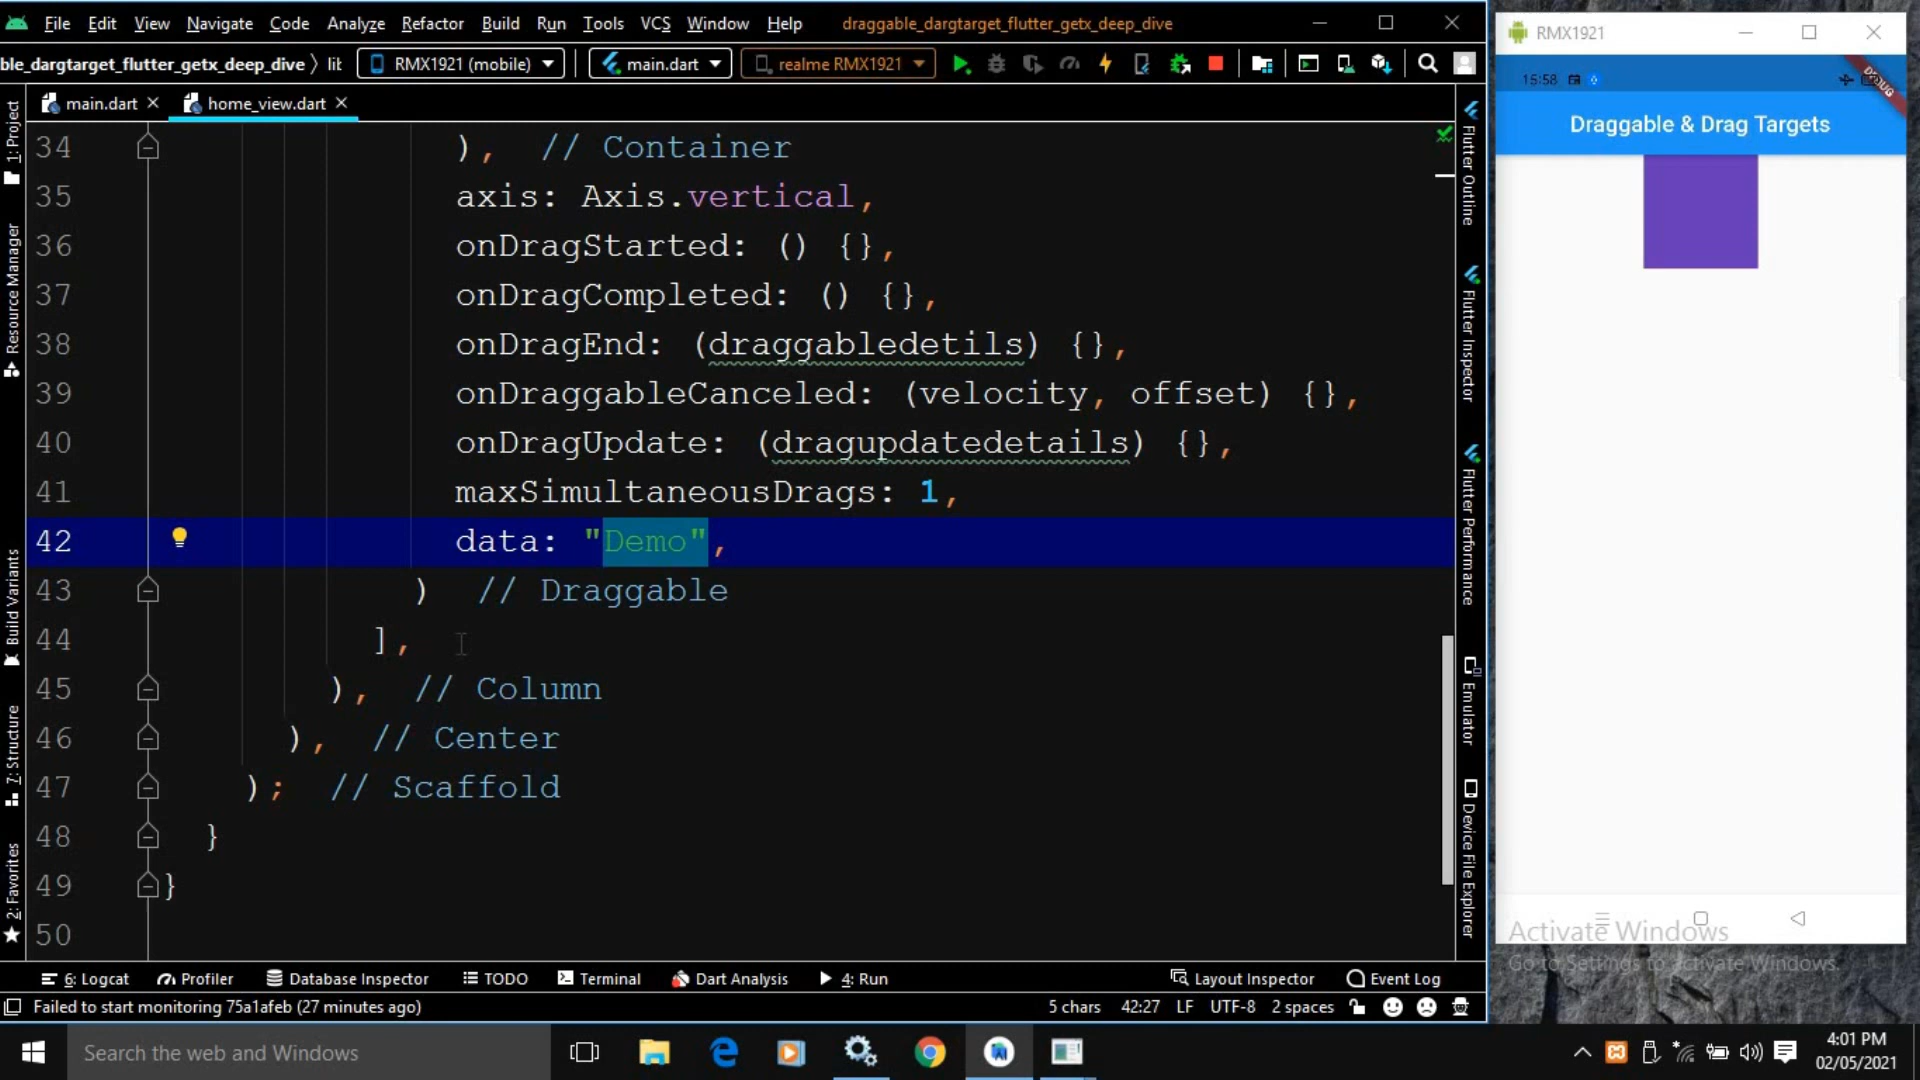 File Edit View Navigate Code Analyze Refactor Build Run Tools VCS Window Help draggable_dargtarget_flutter_getx_deep_dive
ble_dargtarget_flutter_getx_deep_dive lib RMX1921 (mobile) main.dart realme RMX1921
main.dart home_view.dart
34 ), // Container
35 axis: Axis.vertical,
36 onDragStarted: () {},
37 onDragCompleted: () {},
38 onDragEnd: (draggabledetils) {},
39 onDraggableCanceled: (velocity, offset) {},
40 onDragUpdate: (dragupdatedetails) {},
41 maxSimultaneousDrags: 1,
42 data: "Demo",
43 ) // Draggable
44 ],
45 ), // Column
46 ), // Center
47 ); // Scaffold
48 }
49 }
50
1: Project
Resource Manager
Build Variants
7: Structure
2: Favorites
Flutter Outline
Flutter Inspector
Flutter Performance
Emulator
Device File Explorer
6: Logcat Profiler Database Inspector TODO Terminal Dart Analysis 4: Run Layout Inspector Event Log
Failed to start monitoring 75a1afeb (27 minutes ago) 5 chars 42:27 LF UTF-8 2 spaces
RMX1921
15:58
DEBUG
Draggable & Drag Targets
Activate Windows
Go to Settings to activate Windows.
Search the web and Windows
4:01 PM
02/05/2021